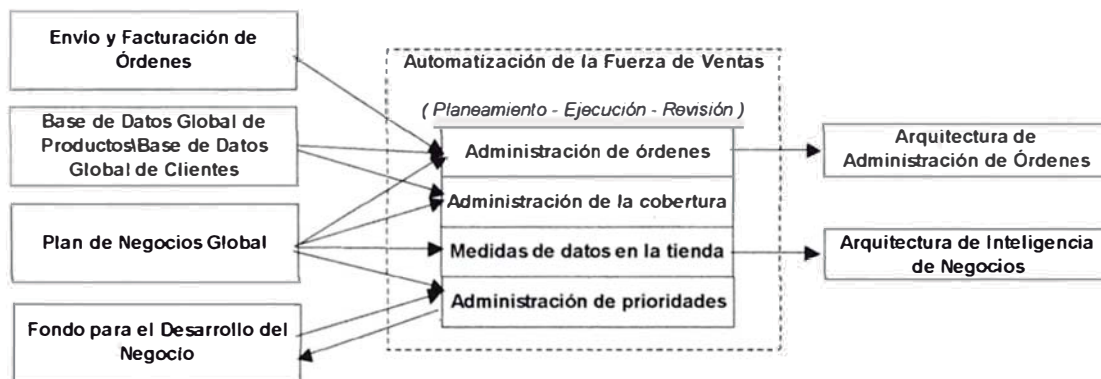 Envío y Facturación de
Órdenes
Base de Datos Global de
Productos\Base de Datos
Global de Clientes
Plan de Negocios Global
Fondo para el Desarrollo del
Negocio
Automatización de la Fuerza de Ventas
( Planeamiento - Ejecución - Revisión )
Administración de órdenes
Administración de la cobertura
Medidas de datos en la tienda
Administración de prioridades
Arquitectura de
Administración de Órdenes
Arquitectura de Inteligencia
de Negocios